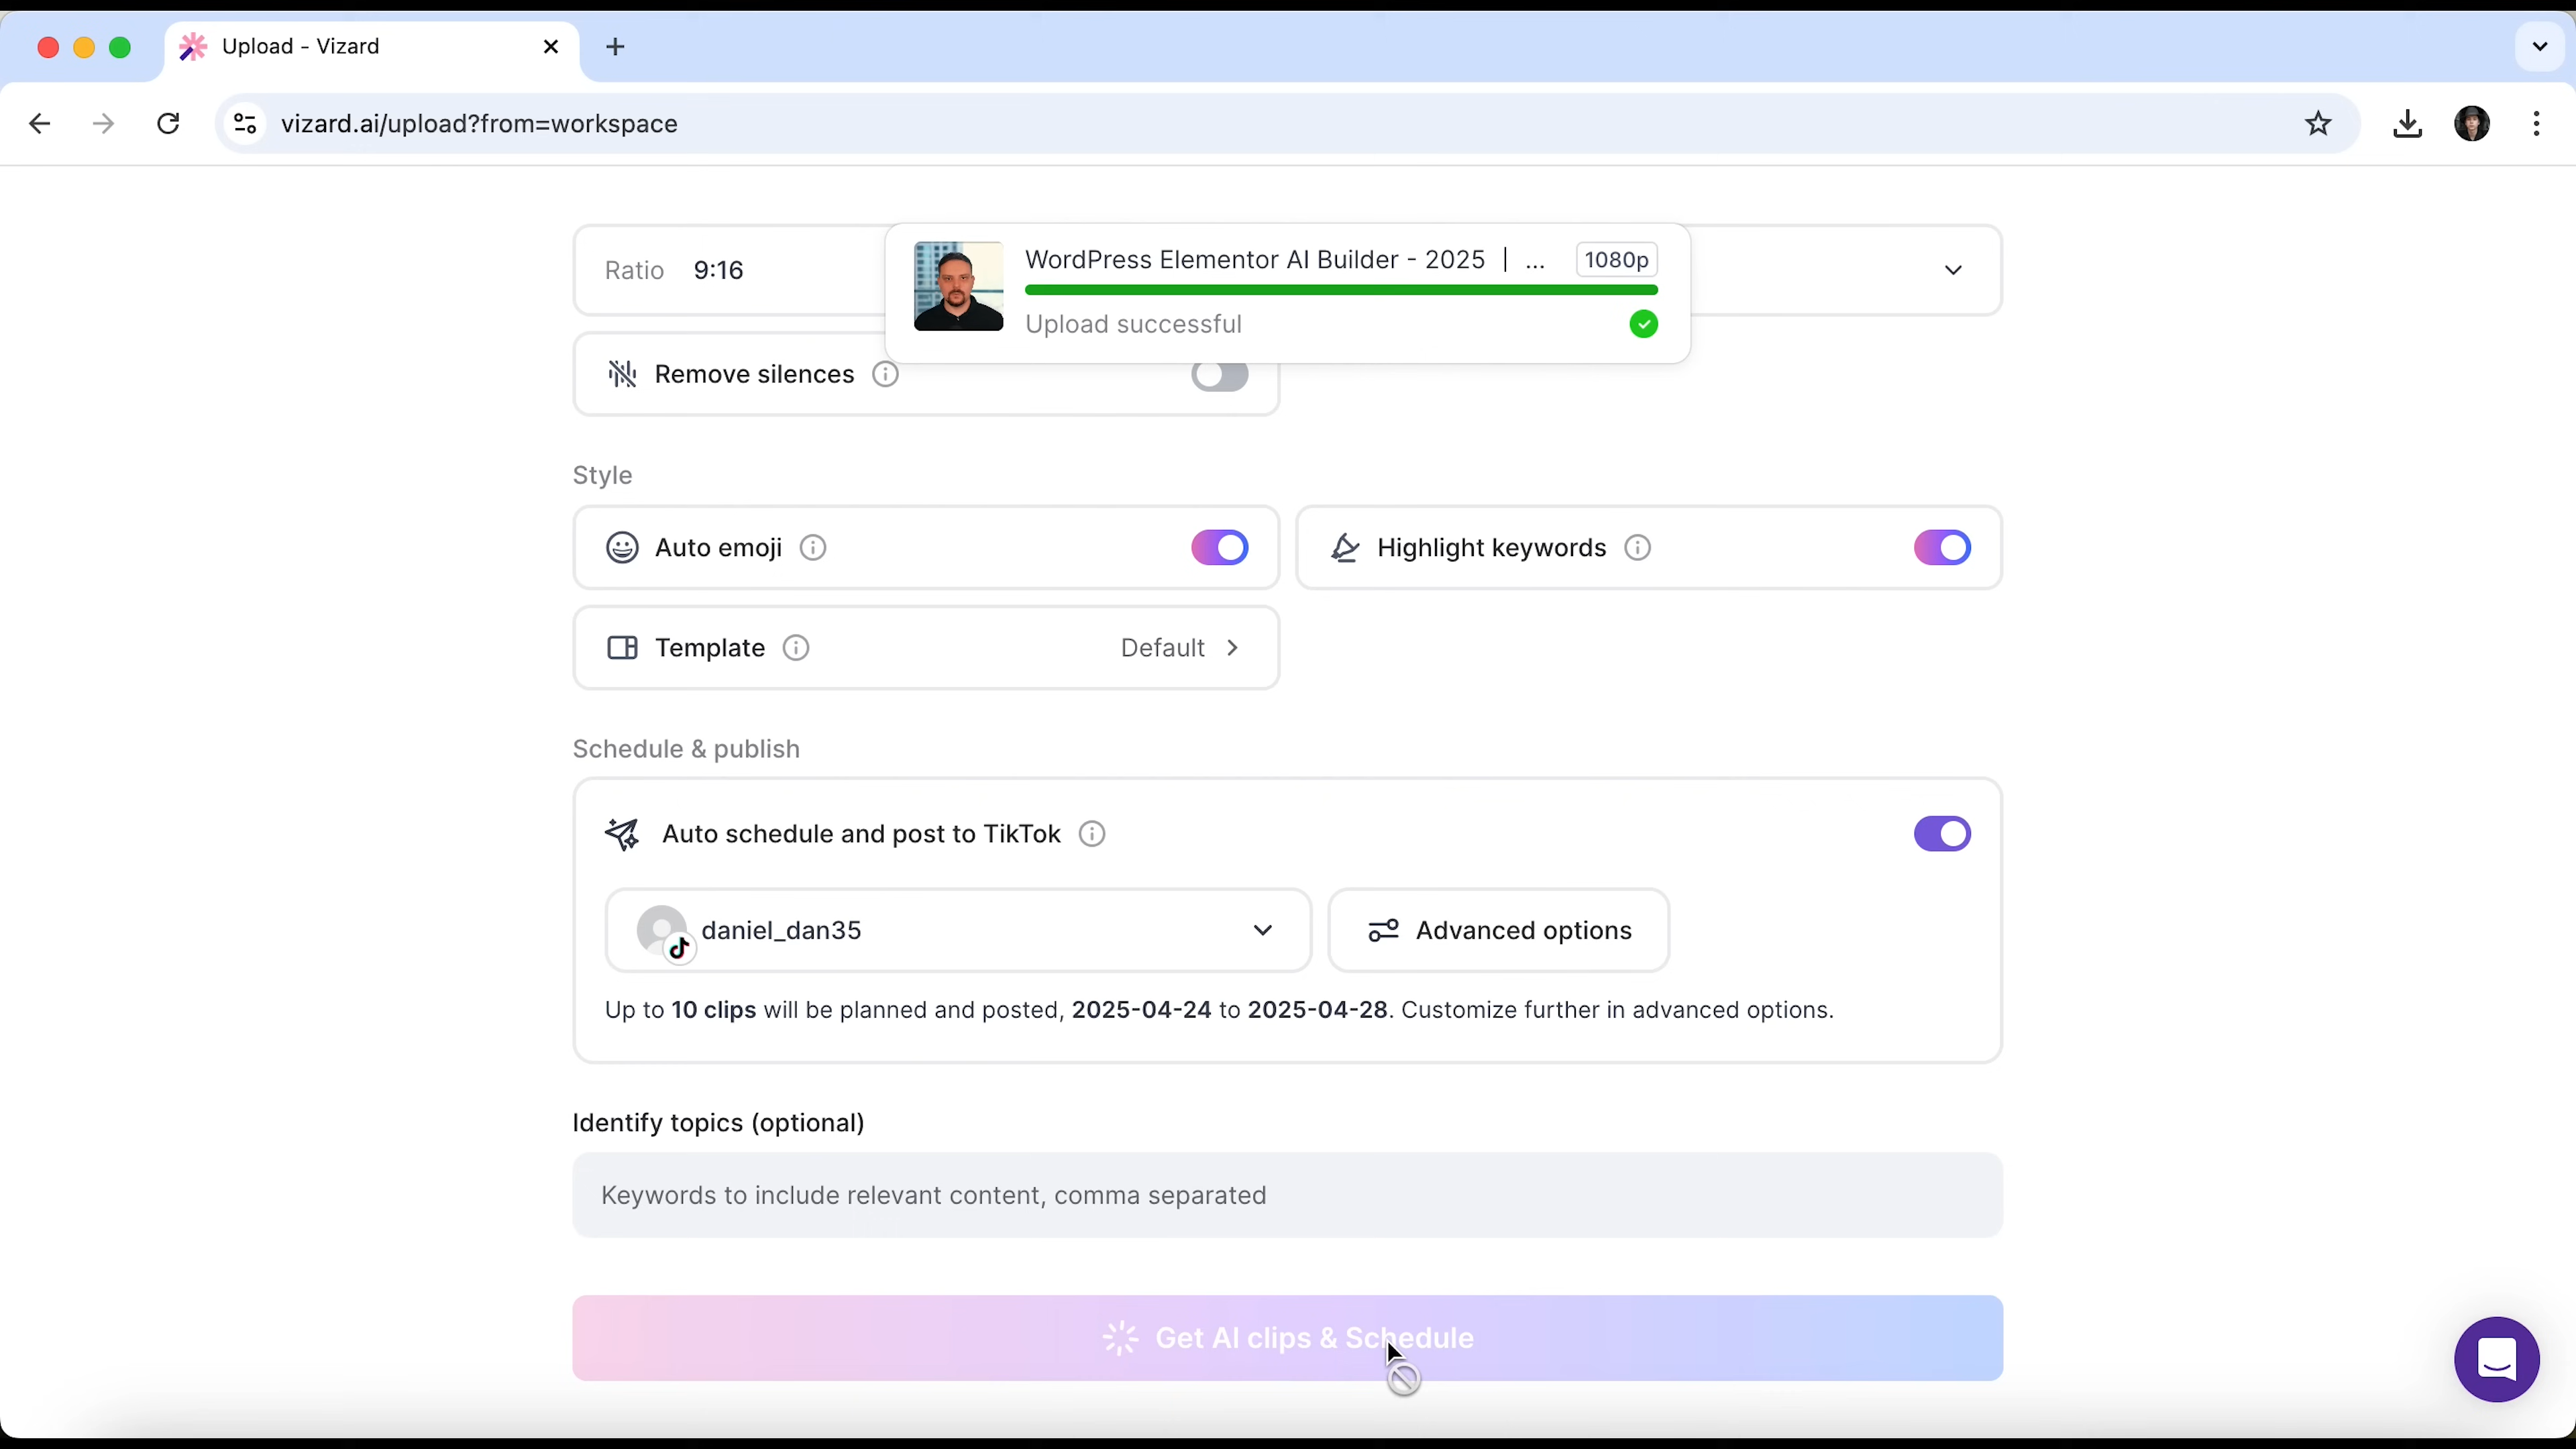 Upload - Vizard
vizard.ai/upload?from=workspace
WordPress Elementor AI Builder - 2025 | ... 1080p
Upload successful
Ratio 9:16
Remove silences
Style
Auto emoji
Highlight keywords
Template
Default
Schedule & publish
Auto schedule and post to TikTok
daniel_dan35
Advanced options
Up to 10 clips will be planned and posted, 2025-04-24 to 2025-04-28. Customize further in advanced options.
Identify topics (optional)
Keywords to include relevant content, comma separated
Get AI clips & Schedule